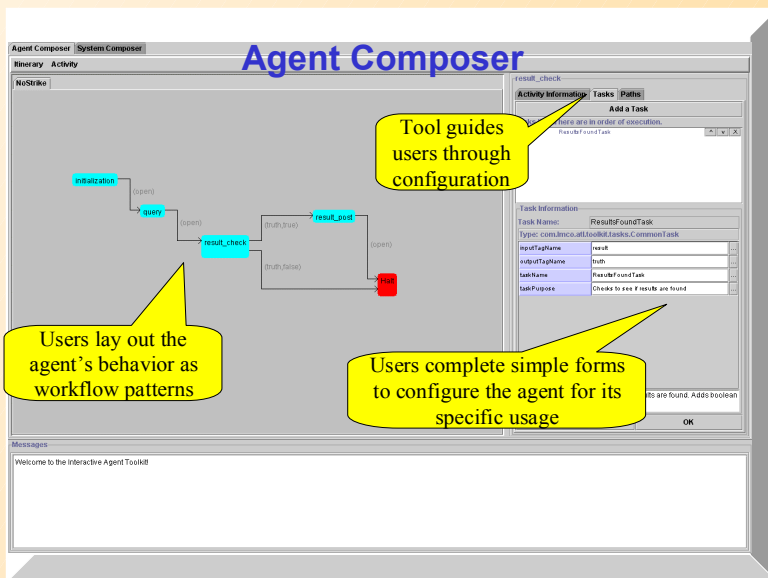 Agent Composer
Agent Composer System Composer
Itinerary Activity
NoStrike
initialization
(open)
query
(open)
result_check
(truth,true)
result_post
(open)
(truth,false)
Halt
Users lay out the
agent's behavior as
workflow patterns
result_check
Activity Information Tasks Paths
Add a Task
here are in order of execution.
ResultsFoundTask ^ v X
Tool guides
users through
configuration
Task Information
Task Name: ResultsFoundTask
Type: com.lmco.atl.toolkit.tasks.CommonTask
inputTagName result ...
outputTagName truth ...
taskName ResultsFoundTask ...
taskPurpose Checks to see if results are found ...
Users complete simple forms
to configure the agent for its
specific usage
are found. Adds boolean
OK
Messages
Welcome to the Interactive Agent Toolkit!